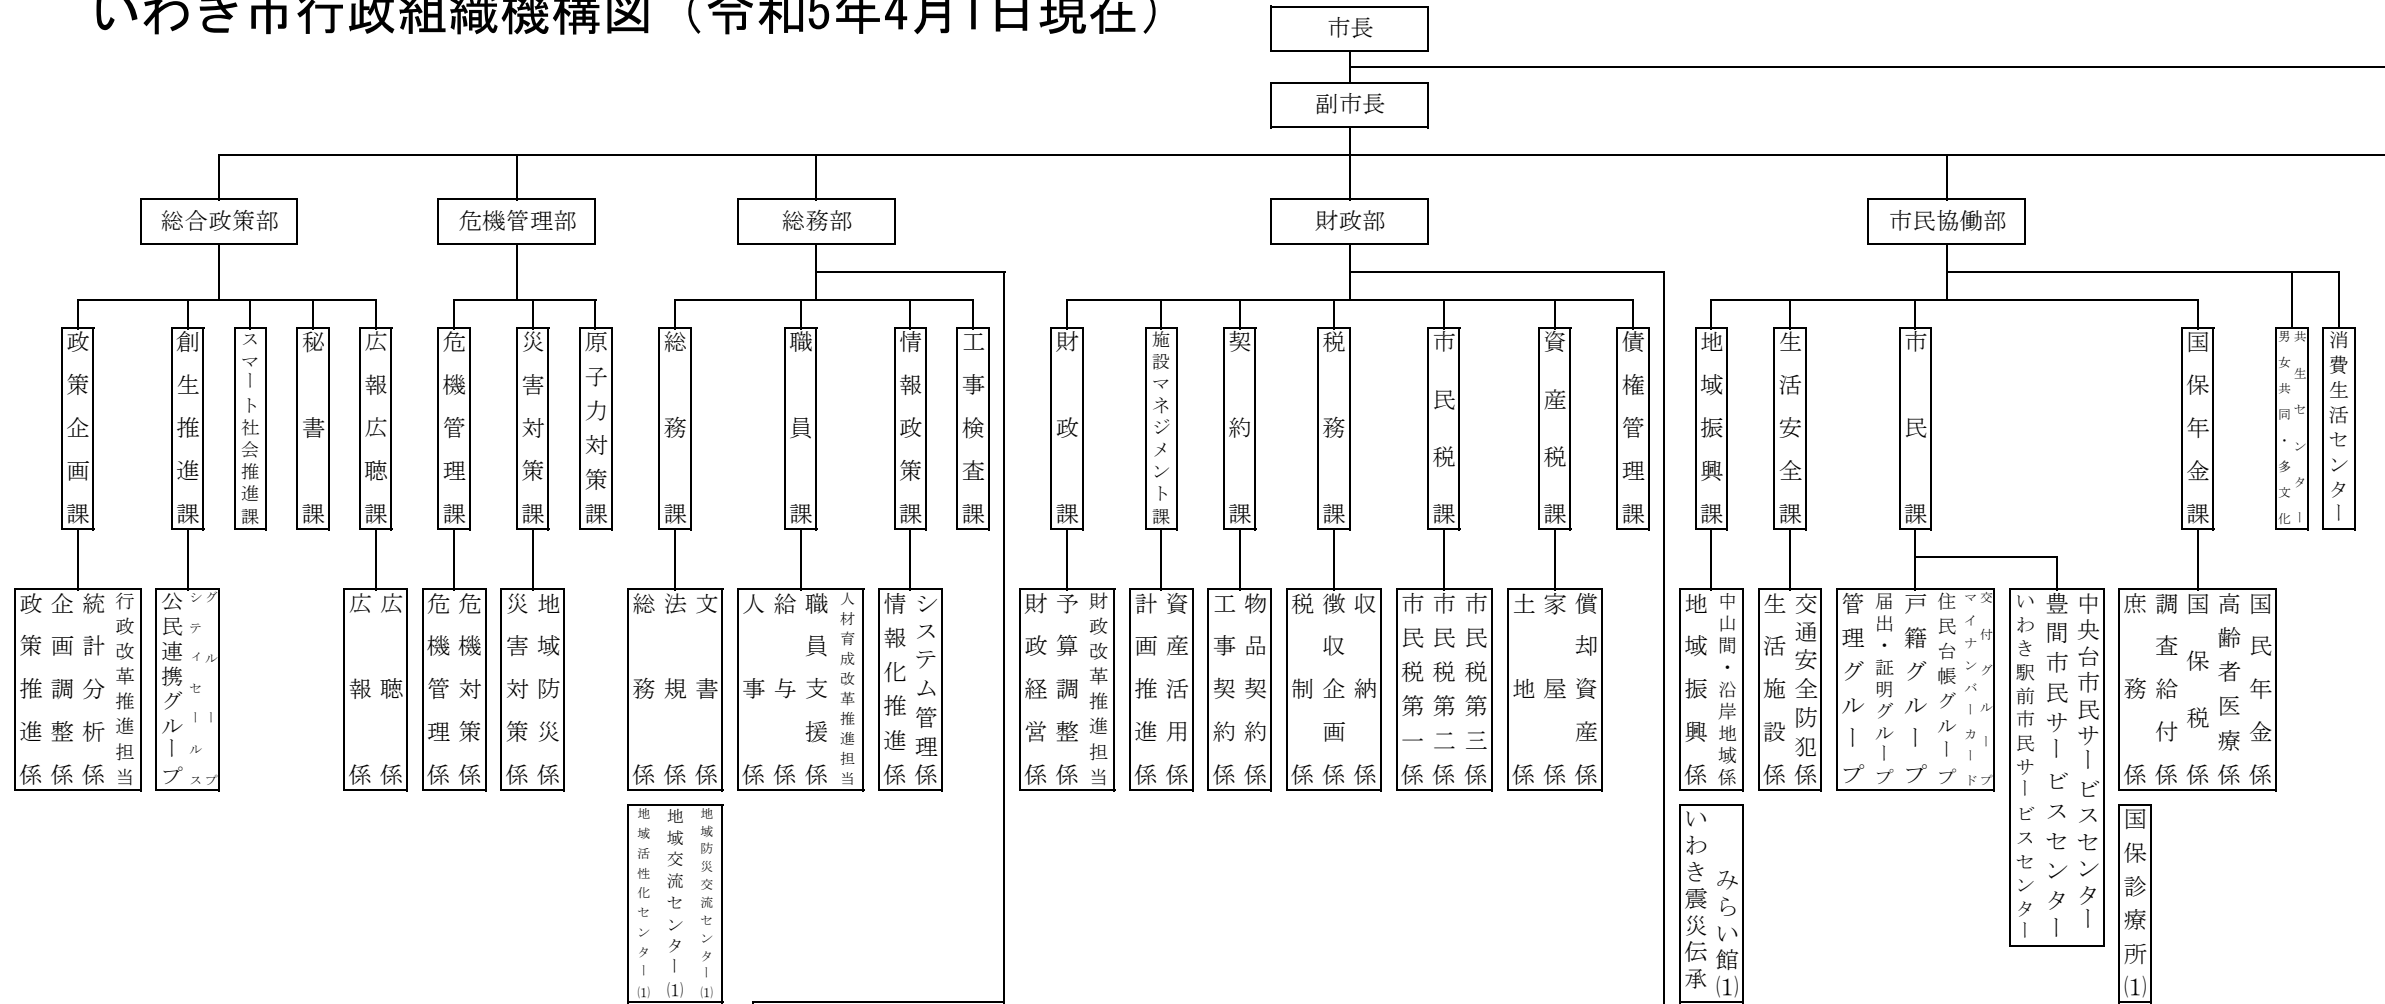 いわき市行政組織機構図（令和5年4月1日現在）
市長
副市長
総合政策部
危機管理部
総務部
財政部
市民協働部
政策企画課
創生推進課
スマート社会推進課
秘書課
広報広聴課
危機管理課
災害対策課
原子力対策課
総務課
職員課
情報政策課
工事検査課
財政課
施設マネジメント課
契約課
税務課
市民税課
資産税課
債権管理課
地域振興課
生活安全課
市民課
国保年金課
男女共同・多文化
共生センター
消費生活センター
政策推進係
企画調整係
統計分析係
行政改革推進担当
公民連携グループ
シティセールス
グループ
広報係
広聴係
危機管理係
危機対策係
災害対策係
地域防災係
総務係
法規係
文書係
人事係
給与係
職員支援係
人材育成改革推進担当
情報化推進係
システム管理係
財政経営係
予算調整係
財政改革推進担当
計画推進係
資産活用係
工事契約係
物品契約係
税制係
徴収企画係
収納係
市民税第一係
市民税第二係
市民税第三係
土地係
家屋係
償却資産係
地域振興係
中山間・沿岸地域係
生活施設係
交通安全防犯係
管理グループ
届出・証明グループ
戸籍グループ
住民台帳グループ
マイナンバーカード
交付グループ
いわき駅前市民サービスセンター
豊間市民サービスセンター
中央台市民サービスセンター
庶務係
調査給付係
国保税係
高齢者医療係
国民年金係
地域活性化センター(1)
地域交流センター(1)
地域防災交流センター(1)
いわき震災伝承
みらい館(1)
国保診療所(1)